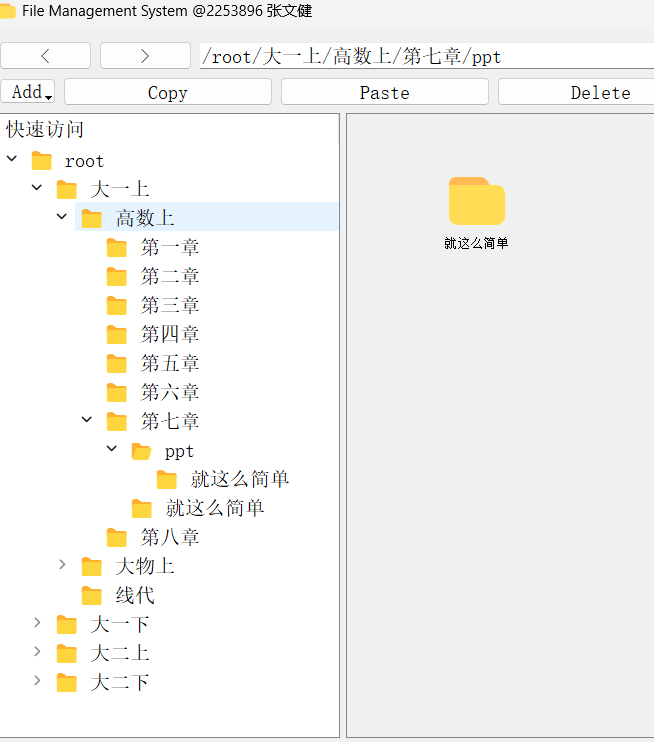 File Management System @2253896 张文健
< >
/root/大一上/高数上/第七章/ppt
Add Copy Paste Delete
快速访问
root
大一上
高数上
第一章
第二章
第三章
第四章
第五章
第六章
第七章
ppt
就这么简单
就这么简单
第八章
大物上
线代
大一下
大二上
大二下
就这么简单